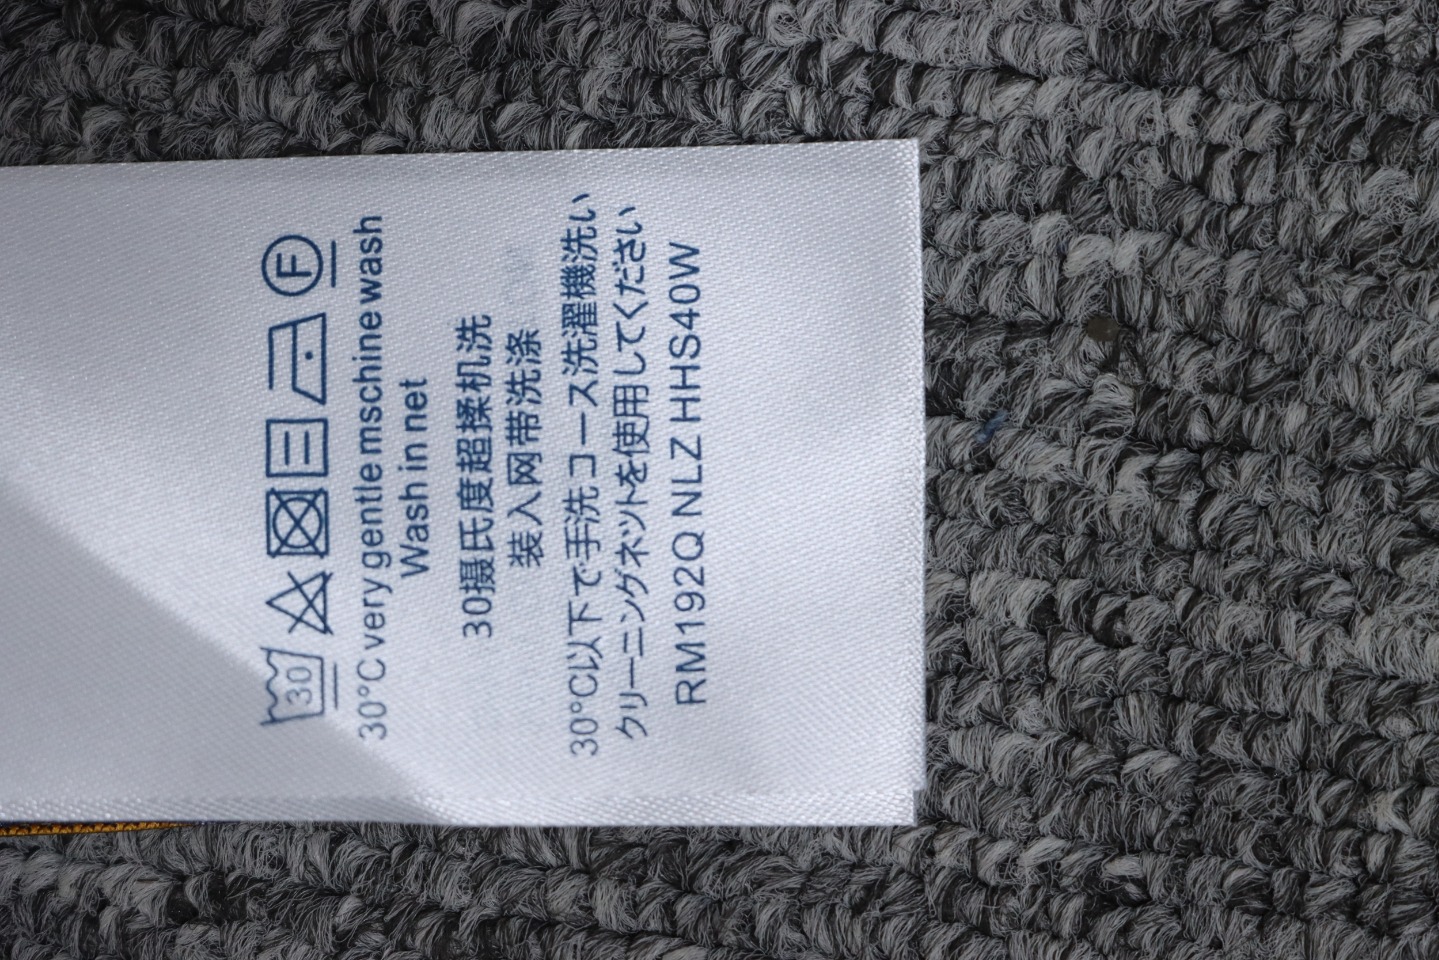 30 F
30°C very gentle mschine wash
Wash in net
30摄氏度超揉机洗
装入网带洗涤
30°C以下で手洗コース洗濯機洗い
クリーニングネットを使用してください
RM192Q NLZ HHS40W